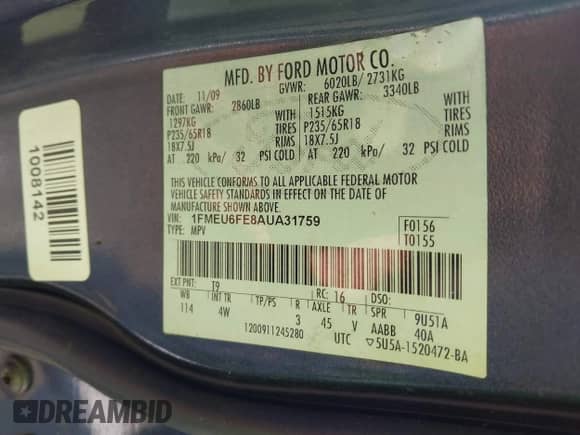 MFD. BY FORD MOTOR CO.
DATE: 11/09 GVWR: 6020LB/ 2731KG
FRONT GAWR: 2860LB REAR GAWR: 3340LB
1297KG WITH 1515KG WITH
P235/65R18 TIRES P235/65R18 TIRES
18X7.5J RIMS 18X7.5J RIMS
AT 220 kPa/ 32 PSI COLD AT 220 kPa/ 32 PSI COLD
THIS VEHICLE CONFORMS TO ALL APPLICABLE FEDERAL MOTOR
VEHICLE SAFETY STANDARDS IN EFFECT ON THE DATE OF
MANUFACTURE SHOWN ABOVE.
VIN: 1FMEU6FE8AUA31759 F0156
TYPE: MPV T0155
EXT PNT: T9 RC: 16 DSO:
WB INT TR TP/PS R AXLE TR SPR 9U51A
114 4W 3 45 V AABB 40A
1200911245280 UTC ▽5U5A-1520472-BA
1008142
DREAMBID